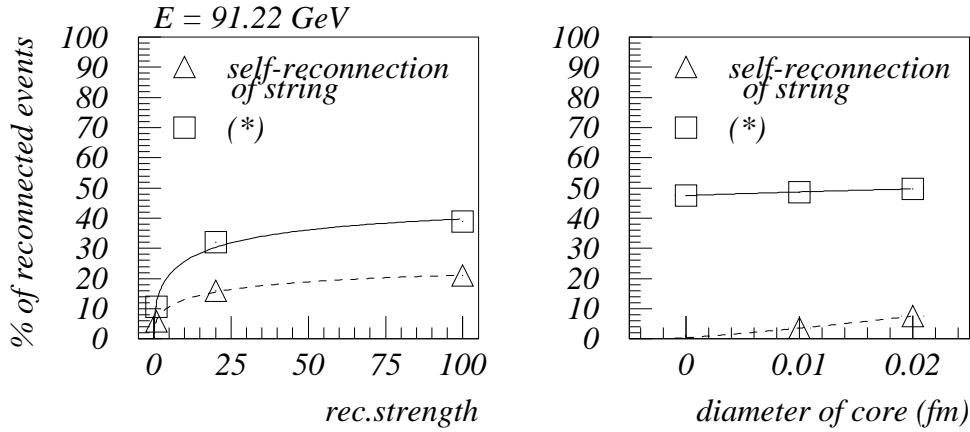 E = 91.22 GeV
% of reconnected events
100
90
80
70
60
50
40
30
20
10
0
self-reconnection
of string
(*)
0 25 50 75 100
rec.strength
100
90
80
70
60
50
40
30
20
10
0
self-reconnection
of string
(*)
0 0.01 0.02
diameter of core (fm)